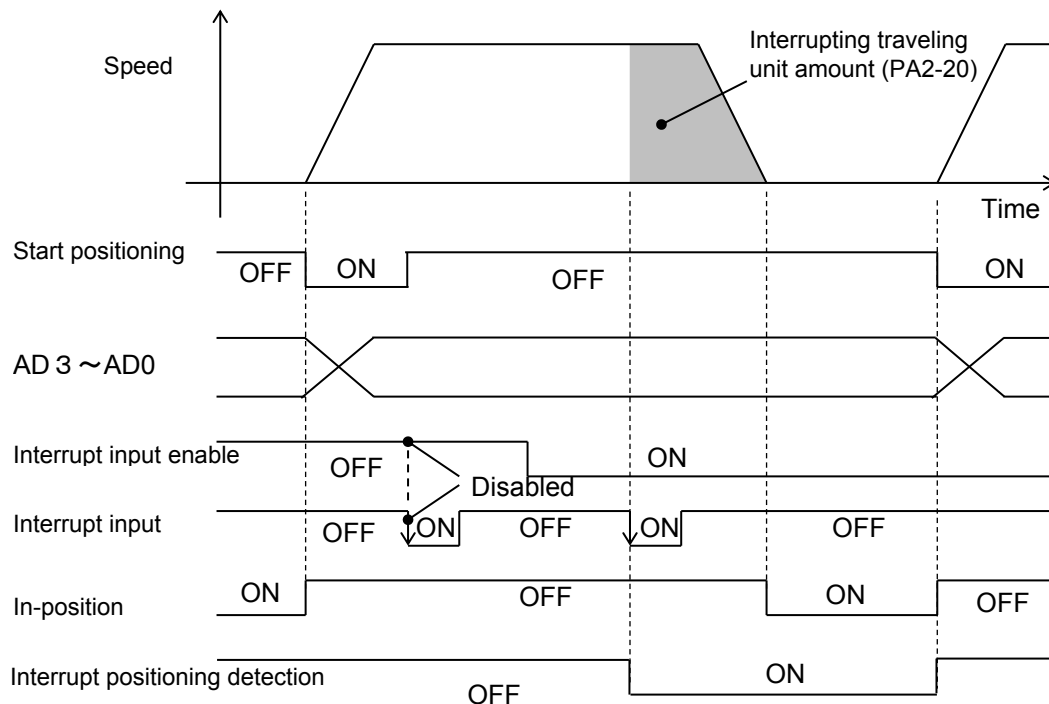 Speed
Interrupting traveling
unit amount (PA2-20)
Time
Start positioning
OFF ON OFF ON
AD３～AD0
Interrupt input enable
OFF ON
Disabled
Interrupt input
OFF ON OFF ON OFF
In-position
ON OFF ON OFF
Interrupt positioning detection
OFF ON